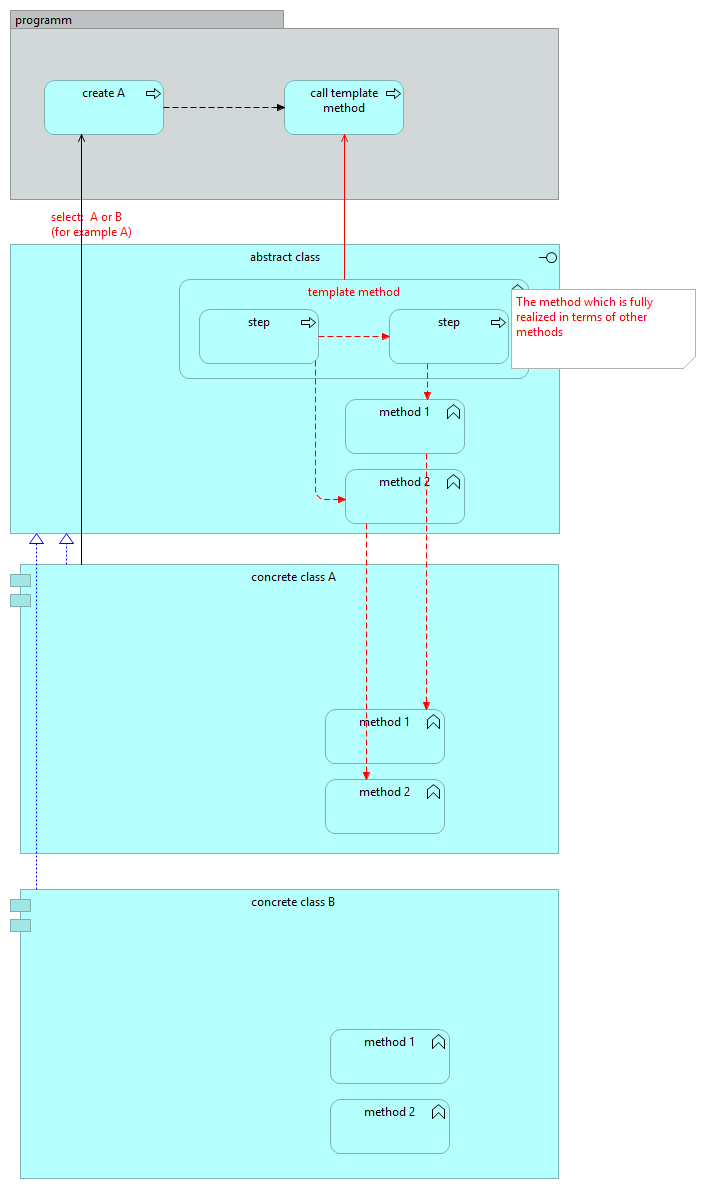 programm
create A
call template
method
select:  A or B
(for example A)
abstract class
template method
The method which is fully
realized in terms of other
methods
step
step
method 1
method 2
concrete class A
method 1
method 2
concrete class B
method 1
method 2